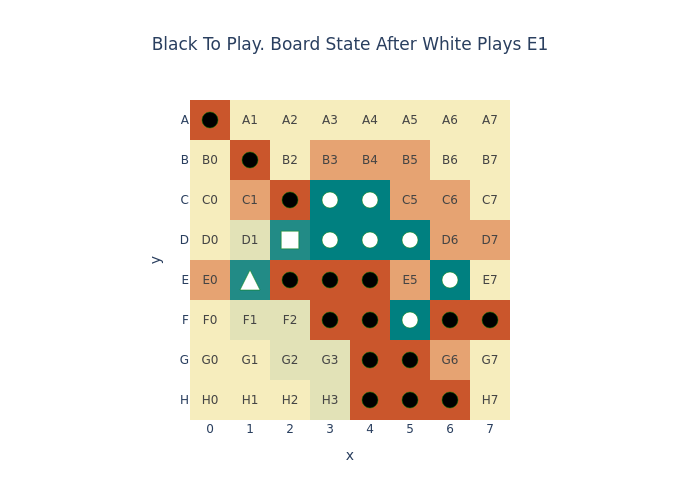 Black To Play. Board State After White Plays E1
A A1 A2 A3 A4 A5 A6 A7
B B0 B2 B3 B4 B5 B6 B7
C C0 C1 C5 C6 C7
D D0 D1 D6 D7
E E0 E5 E7
F F0 F1 F2
G G0 G1 G2 G3 G6 G7
H H0 H1 H2 H3 H7
0 1 2 3 4 5 6 7
x
y